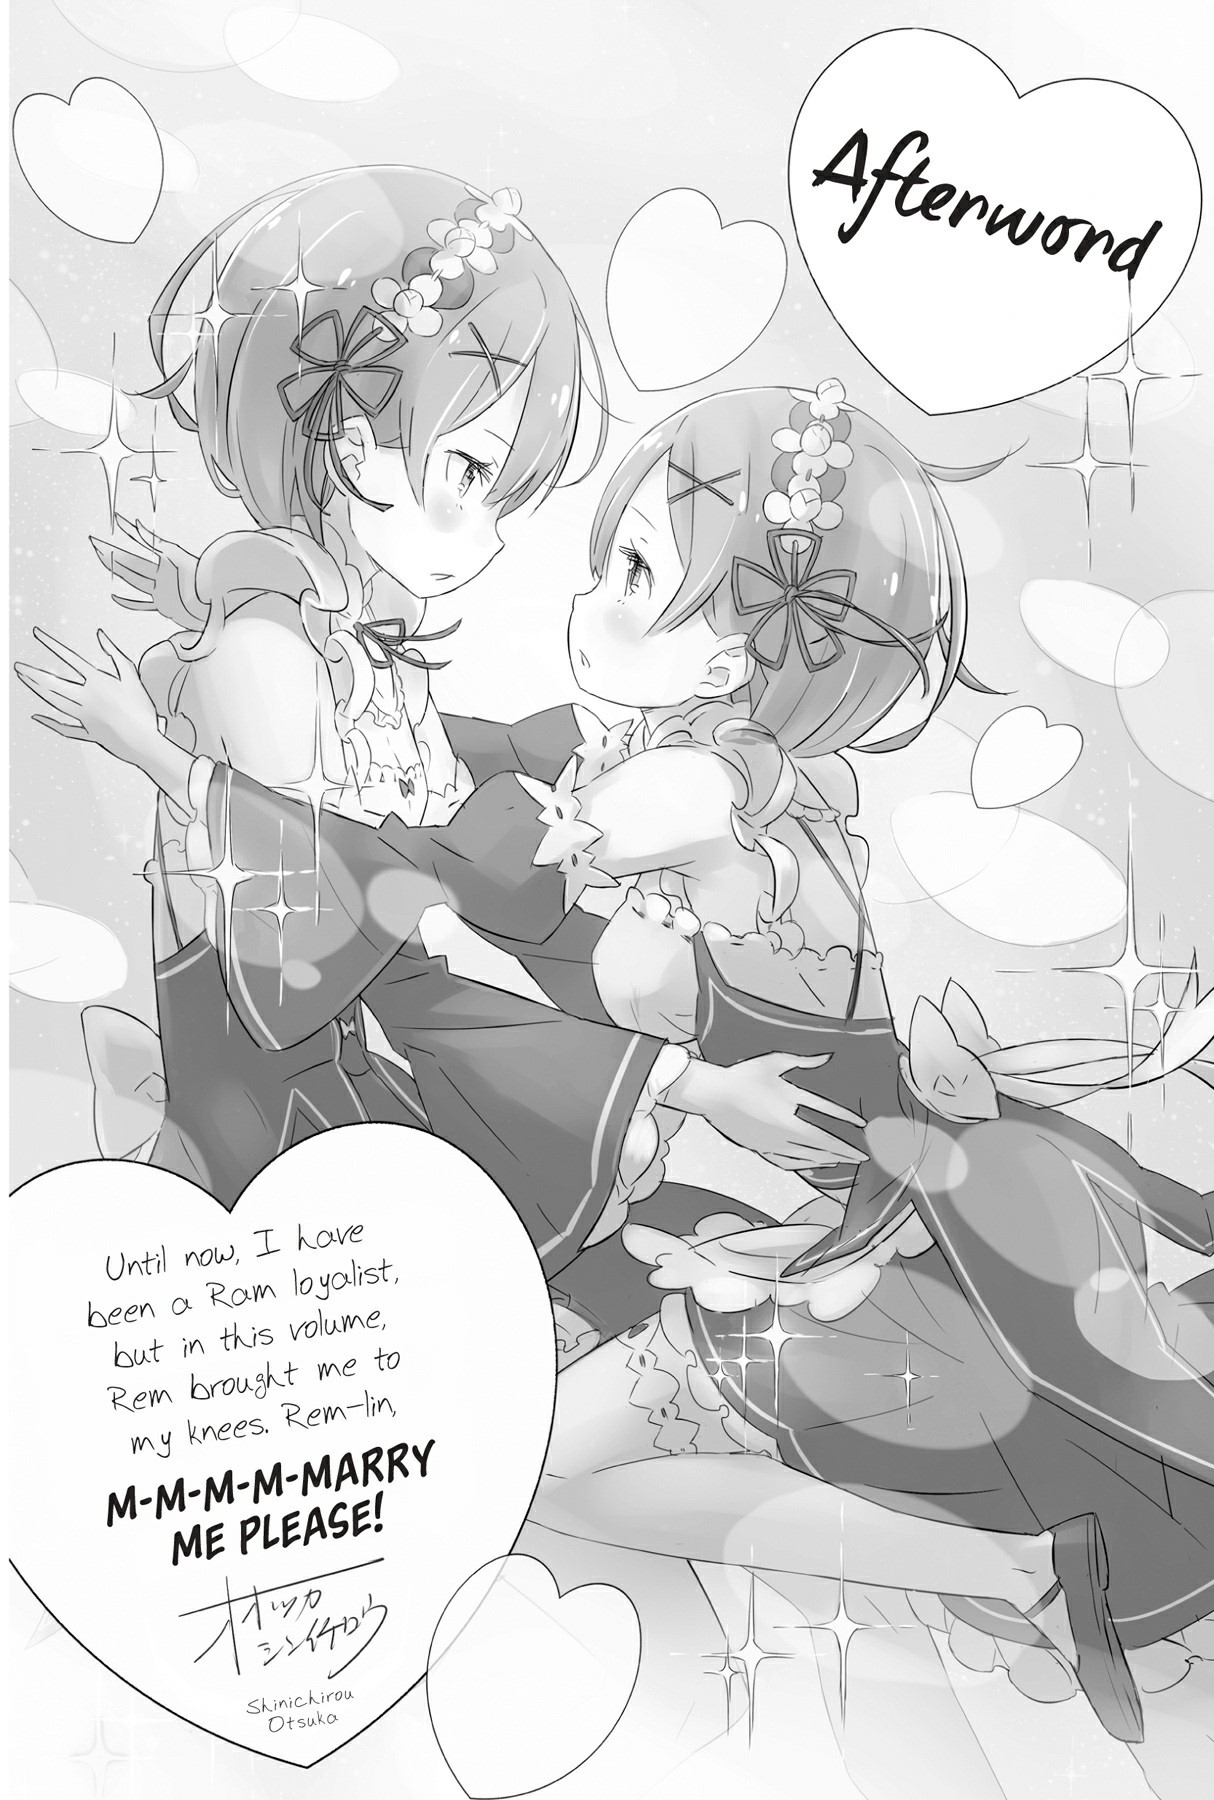 Afterword
Until now, I have
been a Ram loyalist,
but in this volume,
Rem brought me to
my knees. Rem-lin,
M-M-M-M-MARRY
ME PLEASE!
オオツカ
シンイチロウ
Shinichirou
Otsuka